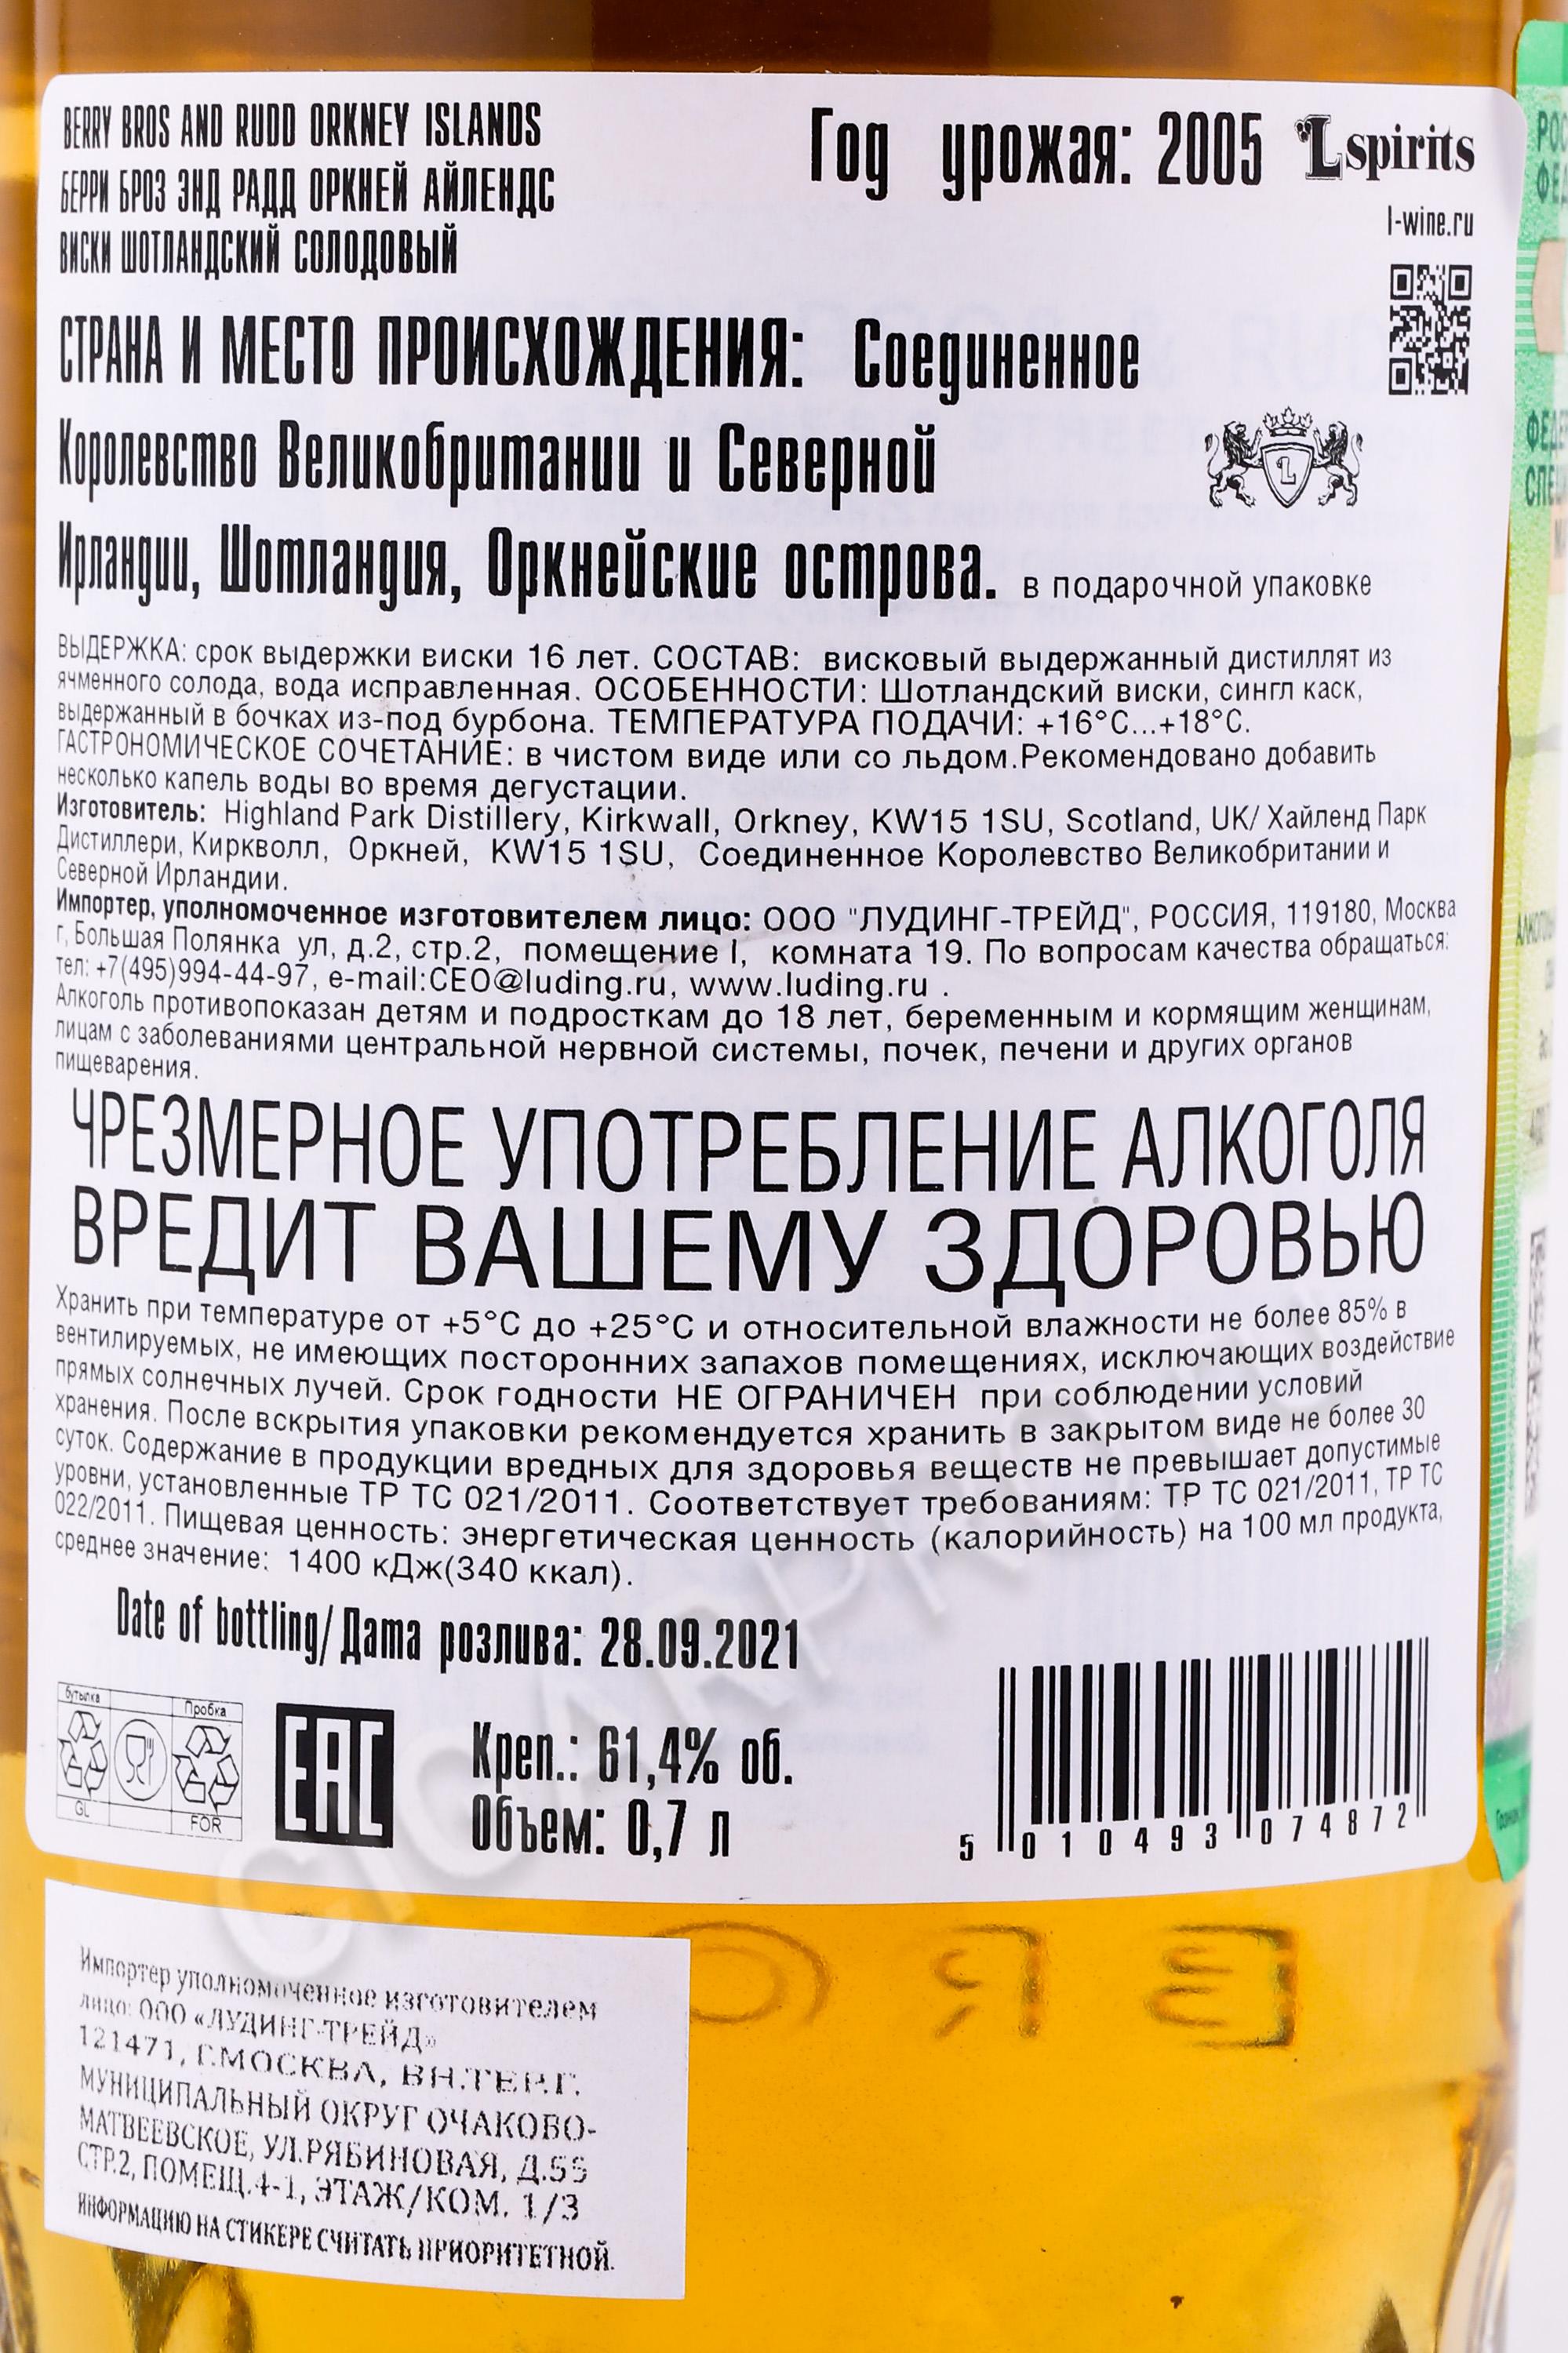 BERRY BROS AND RUDD ORKNEY ISLANDS
БЕРРИ БРОЗ ЭНД РАДД ОРКНЕЙ АЙЛЕНДС
ВИСКИ ШОТЛАНДСКИЙ СОЛОДОВЫЙ
Год урожая: 2005
L spirits
l-wine.ru
СТРАНА И МЕСТО ПРОИСХОЖДЕНИЯ: Соединенное
Королевство Великобритании и Северной
Ирландии, Шотландия, Оркнейские острова. в подарочной упаковке
ВЫДЕРЖКА: срок выдержки виски 16 лет. СОСТАВ: висковый выдержанный дистиллят из
ячменного солода, вода исправленная. ОСОБЕННОСТИ: Шотландский виски, сингл каск,
выдержанный в бочках из-под бурбона. ТЕМПЕРАТУРА ПОДАЧИ: +16°C...+18°C.
ГАСТРОНОМИЧЕСКОЕ СОЧЕТАНИЕ: в чистом виде или со льдом.Рекомендовано добавить
несколько капель воды во время дегустации.
Изготовитель: Highland Park Distillery, Kirkwall, Orkney, KW15 1SU, Scotland, UK/ Хайленд Парк
Дистиллери, Киркволл, Оркней, KW15 1SU, Соединенное Королевство Великобритании и
Северной Ирландии.
Импортер, уполномоченное изготовителем лицо: ООО "ЛУДИНГ-ТРЕЙД", РОССИЯ, 119180, Москва
г, Большая Полянка ул, д.2, стр.2, помещение I, комната 19. По вопросам качества обращаться:
тел: +7(495)994-44-97, e-mail:CEO@luding.ru, www.luding.ru .
Алкоголь противопоказан детям и подросткам до 18 лет, беременным и кормящим женщинам,
лицам с заболеваниями центральной нервной системы, почек, печени и других органов
пищеварения.
ЧРЕЗМЕРНОЕ УПОТРЕБЛЕНИЕ АЛКОГОЛЯ
ВРЕДИТ ВАШЕМУ ЗДОРОВЬЮ
Хранить при температуре от +5°C до +25°C и относительной влажности не более 85% в
вентилируемых, не имеющих посторонних запахов помещениях, исключающих воздействие
прямых солнечных лучей. Срок годности НЕ ОГРАНИЧЕН при соблюдении условий
хранения. После вскрытия упаковки рекомендуется хранить в закрытом виде не более 30
суток. Содержание в продукции вредных для здоровья веществ не превышает допустимые
уровни, установленные ТР ТС 021/2011. Соответствует требованиям: ТР ТС 021/2011, ТР ТС
022/2011. Пищевая ценность: энергетическая ценность (калорийность) на 100 мл продукта,
среднее значение: 1400 кДж(340 ккал).
Date of bottling/ Дата розлива: 28.09.2021
бутылка
Пробка
GL
FOR
EAC
Креп.: 61,4% об.
Объем: 0,7 л
5 010493 074872
CIGARPRO.RU
Импортер уполномоченное изготовителем
лицо: ООО «ЛУДИНГ-ТРЕЙД»
121471, Г.МОСКВА, ВН.ТЕР.Г.
МУНИЦИПАЛЬНЫЙ ОКРУГ ОЧАКОВО-
МАТВЕЕВСКОЕ, УЛ.РЯБИНОВАЯ, Д.55
СТР.2, ПОМЕЩ.4-1, ЭТАЖ/КОМ. 1/3
ИНФОРМАЦИЮ НА СТИКЕРЕ СЧИТАТЬ ПРИОРИТЕТНОЙ.